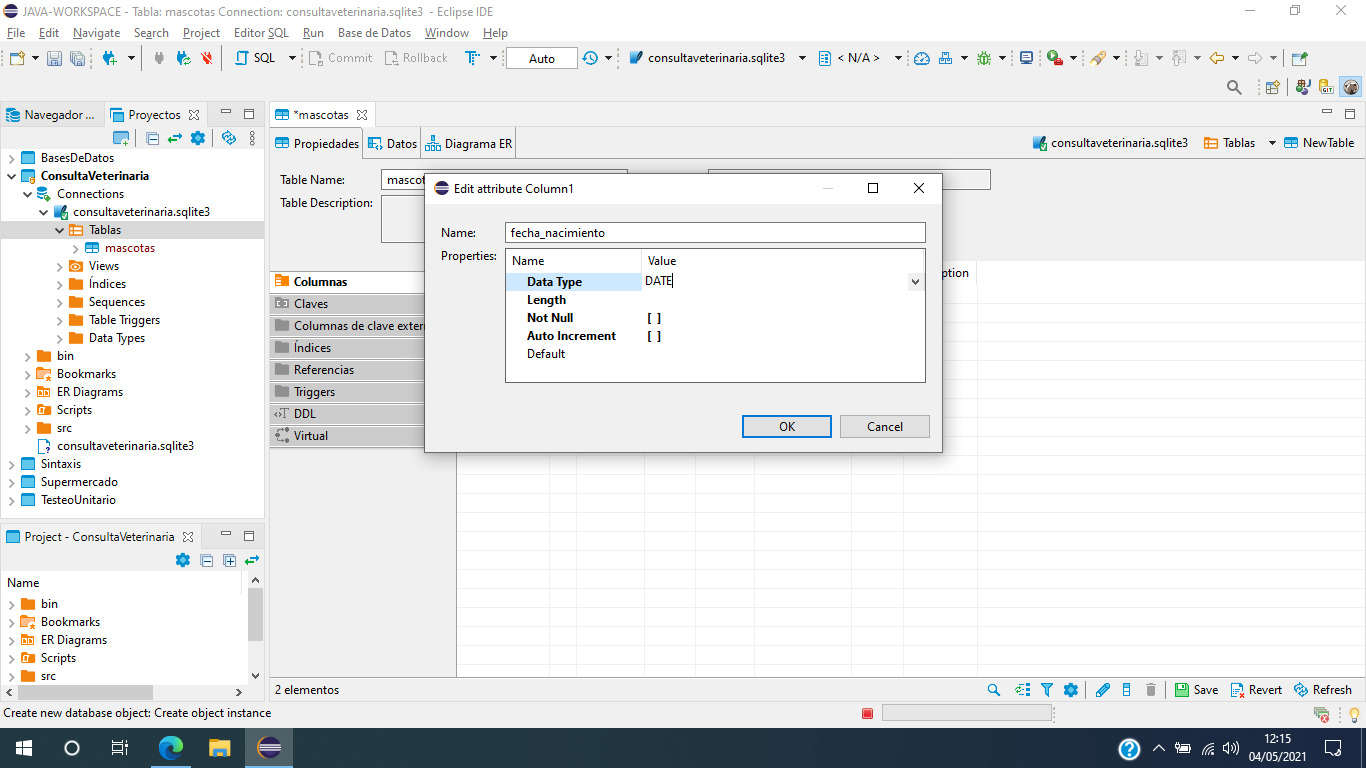 JAVA-WORKSPACE - Tabla: mascotas Connection: consultaveterinaria.sqlite3 - Eclipse IDE
File Edit Navigate Search Project Editor SQL Run Base de Datos Window Help
SQL Commit Rollback Auto consultaveterinaria.sqlite3 < N/A >
Navegador ... Proyectos
*mascotas
Propiedades Datos Diagrama ER consultaveterinaria.sqlite3 Tablas NewTable
BasesDeDatos
ConsultaVeterinaria
Connections
consultaveterinaria.sqlite3
Tablas
mascotas
Views
Índices
Sequences
Table Triggers
Data Types
bin
Bookmarks
ER Diagrams
Scripts
src
consultaveterinaria.sqlite3
Sintaxis
Supermercado
TesteoUnitario
Table Name: mascot
Table Description:
Columnas
Claves
Columnas de clave exter
Índices
Referencias
Triggers
DDL
Virtual
ption
Edit attribute Column1
Name: fecha_nacimiento
Properties:
Name Value
Data Type DATE
Length
Not Null [ ]
Auto Increment [ ]
Default
OK Cancel
Project - ConsultaVeterinaria
Name
bin
Bookmarks
ER Diagrams
Scripts
src
2 elementos Save Revert Refresh
Create new database object: Create object instance
12:15
04/05/2021